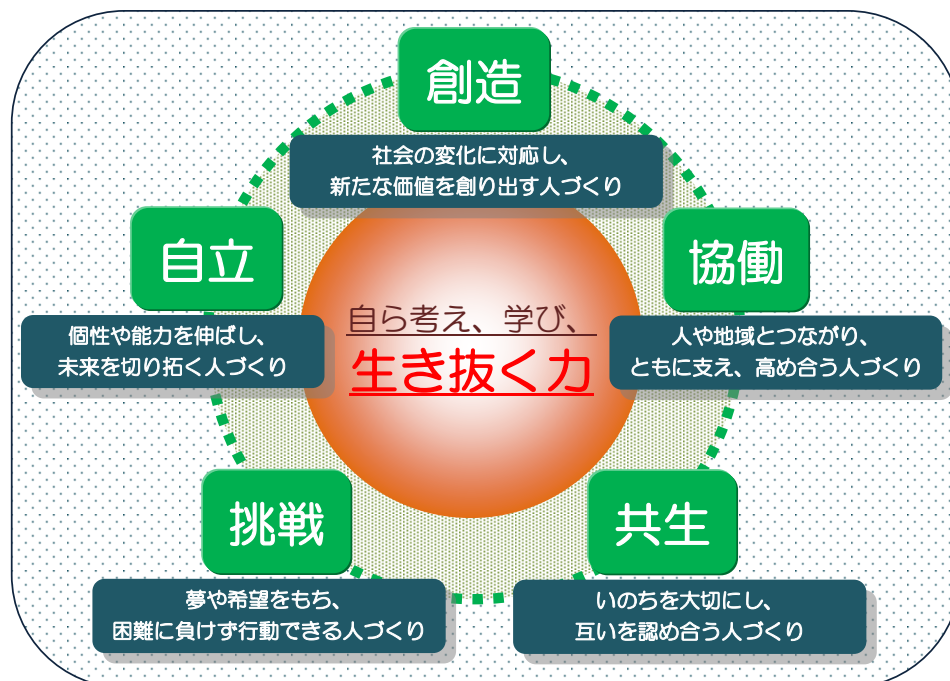 創造
社会の変化に対応し、
新たな価値を創り出す人づくり
自立
個性や能力を伸ばし、
未来を切り拓く人づくり
協働
人や地域とつながり、
ともに支え、高め合う人づくり
自ら考え、学び、
生き抜く力
挑戦
夢や希望をもち、
困難に負けず行動できる人づくり
共生
いのちを大切にし、
互いを認め合う人づくり